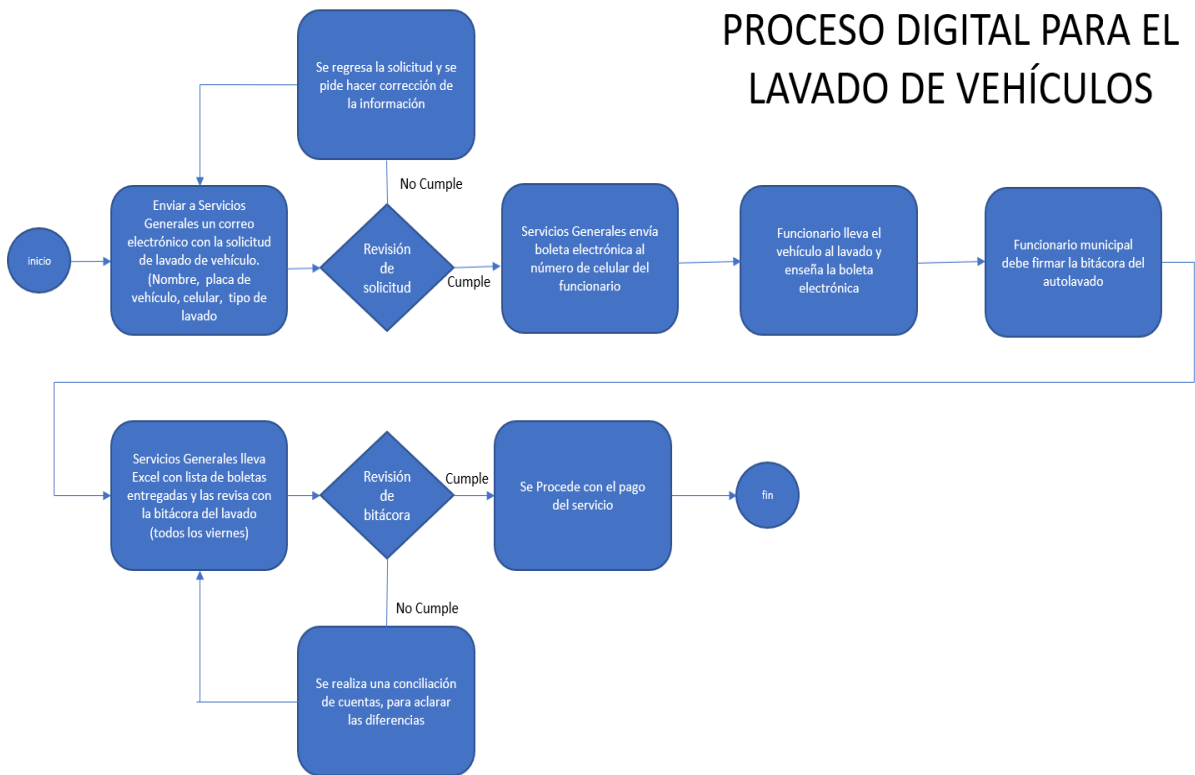 PROCESO DIGITAL PARA EL
LAVADO DE VEHÍCULOS
Se regresa la solicitud y se
pide hacer corrección de
la información
No Cumple
inicio
Enviar a Servicios
Generales un correo
electrónico con la solicitud
de lavado de vehículo.
(Nombre, placa de
vehículo, celular, tipo de
lavado
Revisión
de
solicitud
Cumple
Servicios Generales envía
boleta electrónica al
número de celular del
funcionario
Funcionario lleva el
vehículo al lavado y
enseña la boleta
electrónica
Funcionario municipal
debe firmar la bitácora del
autolavado
Servicios Generales lleva
Excel con lista de boletas
entregadas y las revisa con
la bitácora del lavado
(todos los viernes)
Revisión
de
bitácora
Cumple
Se Procede con el pago
del servicio
fin
No Cumple
Se realiza una conciliación
de cuentas, para aclarar
las diferencias